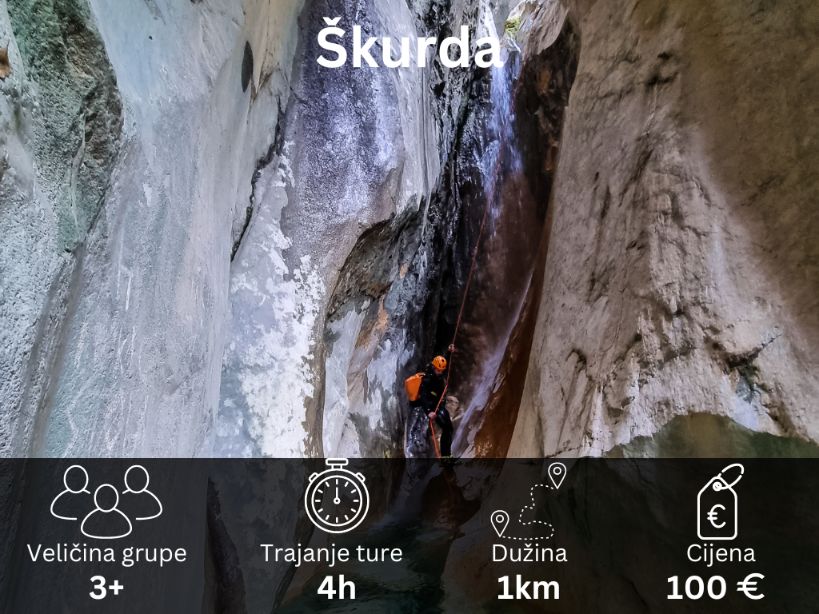 Škurda
Veličina grupe
3+
Trajanje ture
4h
Dužina
1km
€
Cijena
100 €